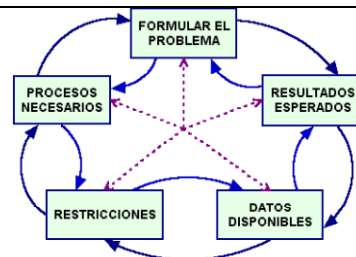 FORMULAR EL
PROBLEMA
PROCESOS
NECESARIOS
RESULTADOS
ESPERADOS
RESTRICCIONES
DATOS
DISPONIBLES